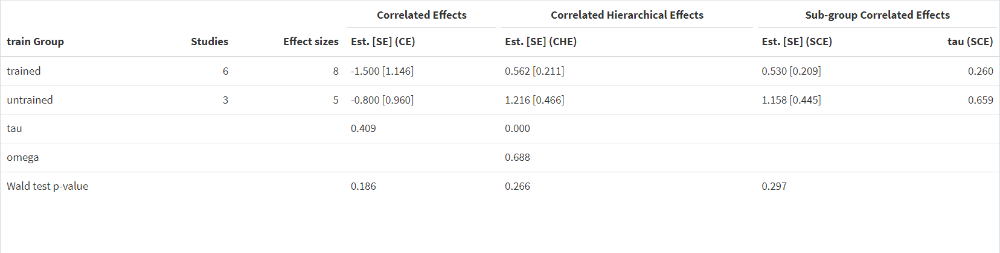 Correlated Effects Correlated Hierarchical Effects Sub-group Correlated Effects
train Group Studies Effect sizes Est. [SE] (CE) Est. [SE] (CHE) Est. [SE] (SCE) tau (SCE)
trained 6 8 -1.500 [1.146] 0.562 [0.211] 0.530 [0.209] 0.260
untrained 3 5 -0.800 [0.960] 1.216 [0.466] 1.158 [0.445] 0.659
tau 0.409 0.000
omega 0.688
Wald test p-value 0.186 0.266 0.297